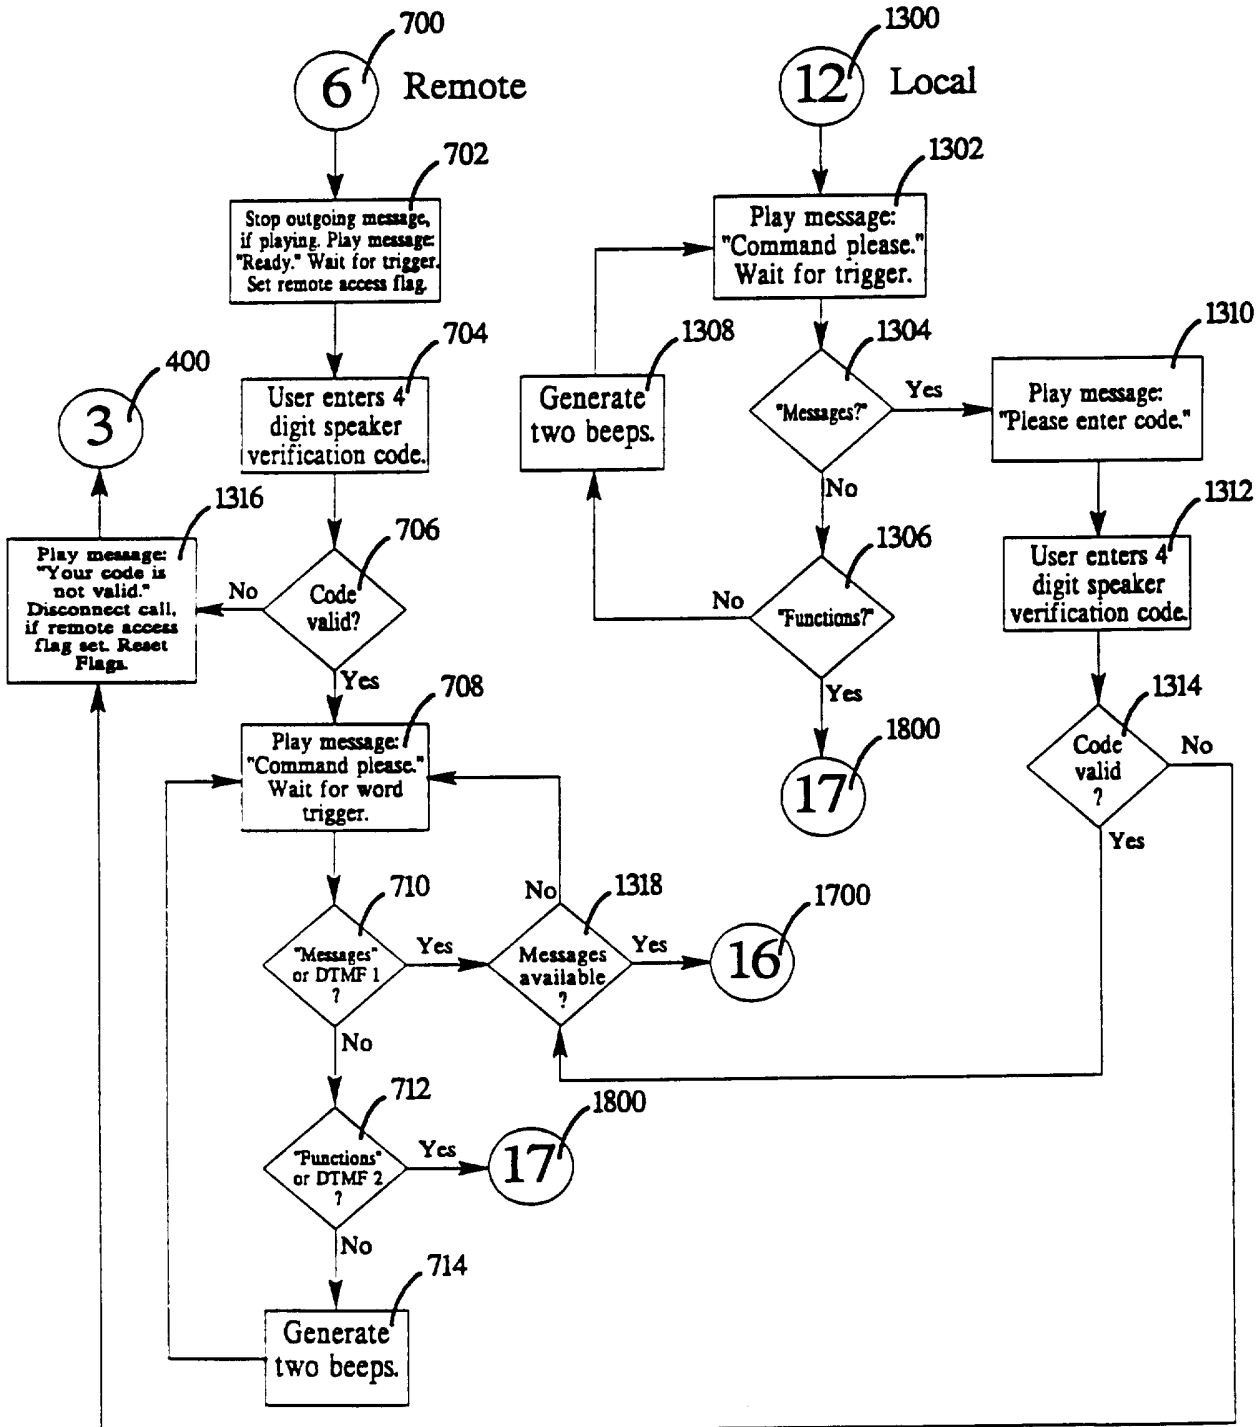 700
6
Remote
702
Stop outgoing message,
if playing. Play message:
"Ready." Wait for trigger.
Set remote access flag.
704
User enters 4
digit speaker
verification code.
400
3
1316
Play message:
"Your code is
not valid."
Disconnect call,
if remote access
flag set. Reset
Flags.
706
Code
valid?
No
Yes
708
Play message:
"Command please."
Wait for word
trigger.
710
"Messages"
or DTMF 1
?
Yes
No
1318
Messages
available
?
No
Yes
1700
16
712
"Functions"
or DTMF 2
?
Yes
1800
17
No
714
Generate
two beeps.
1300
12
Local
1302
Play message:
"Command please."
Wait for trigger.
1308
Generate
two beeps.
1304
"Messages?"
Yes
No
1306
"Functions?"
No
Yes
1800
17
1310
Play message:
"Please enter code."
1312
User enters 4
digit speaker
verification code.
1314
Code
valid
?
No
Yes